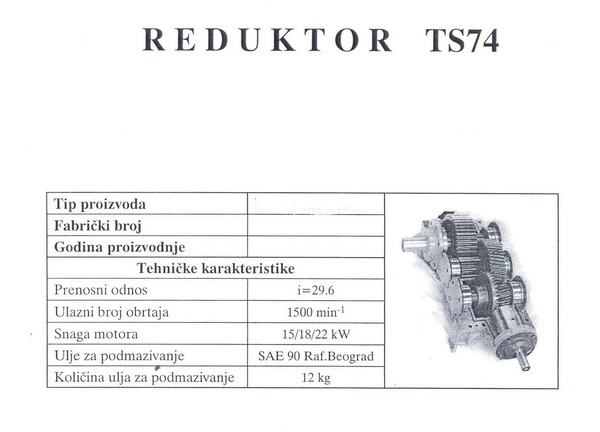 REDUKTOR TS74
Tip proizvoda
Fabrički broj
Godina proizvodnje
Tehničke karakteristike
Prenosni odnos i=29.6
Ulazni broj obrtaja 1500 min⁻¹
Snaga motora 15/18/22 kW
Ulje za podmazivanje SAE 90 Raf.Beograd
Količina ulja za podmazivanje 12 kg